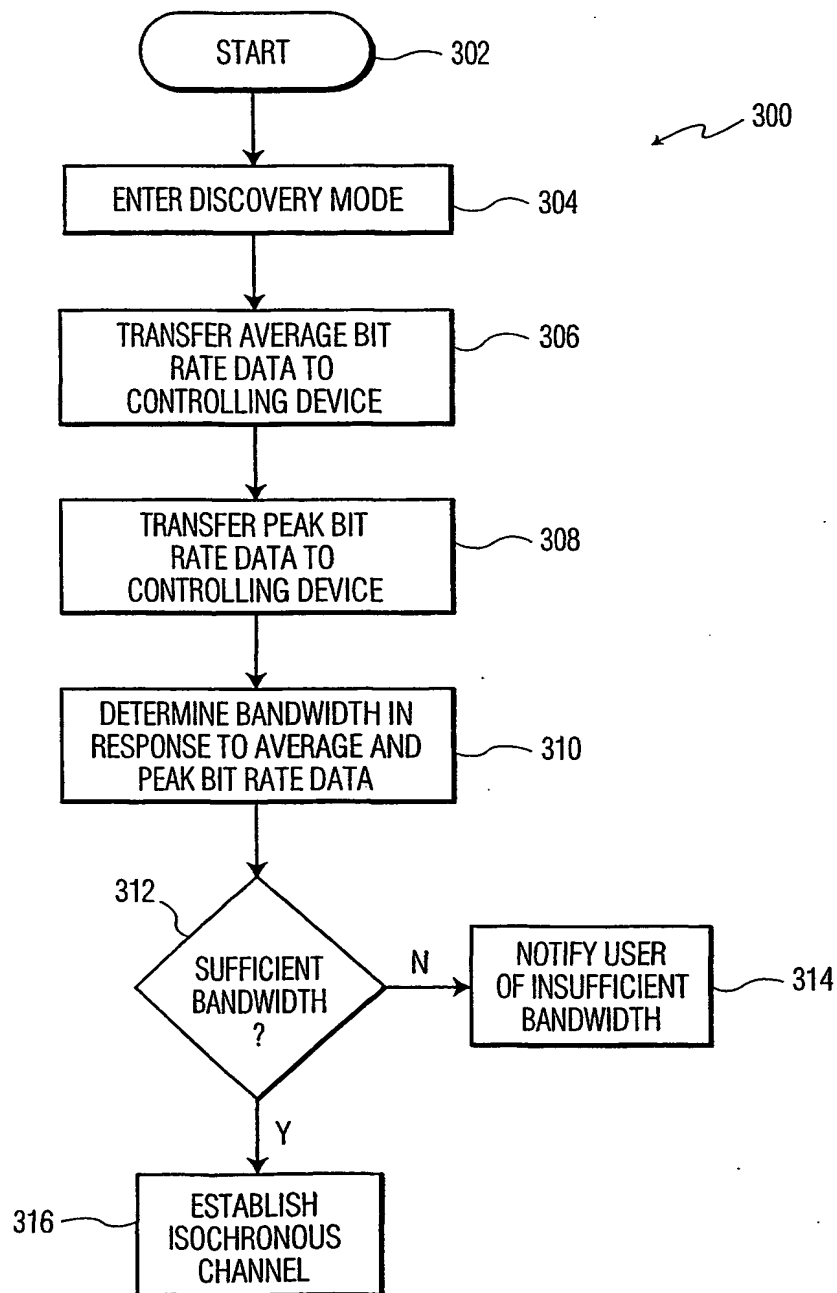 START
302
300
ENTER DISCOVERY MODE
304
TRANSFER AVERAGE BIT
RATE DATA TO
CONTROLLING DEVICE
306
TRANSFER PEAK BIT
RATE DATA TO
CONTROLLING DEVICE
308
DETERMINE BANDWIDTH IN
RESPONSE TO AVERAGE AND
PEAK BIT RATE DATA
310
312
SUFFICIENT
BANDWIDTH
?
N
NOTIFY USER
OF INSUFFICIENT
BANDWIDTH
314
Y
316
ESTABLISH
ISOCHRONOUS
CHANNEL